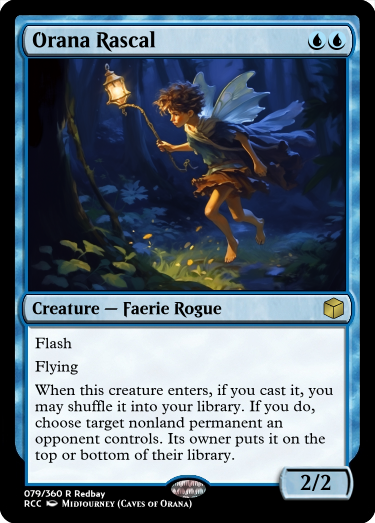 Orana Rascal
Creature — Faerie Rogue
Flash
Flying
When this creature enters, if you cast it, you
may shuffle it into your library. If you do,
choose target nonland permanent an
opponent controls. Its owner puts it on the
top or bottom of their library.
2/2
079/360 R Redbay
RCC Midjourney (Caves of Orana)